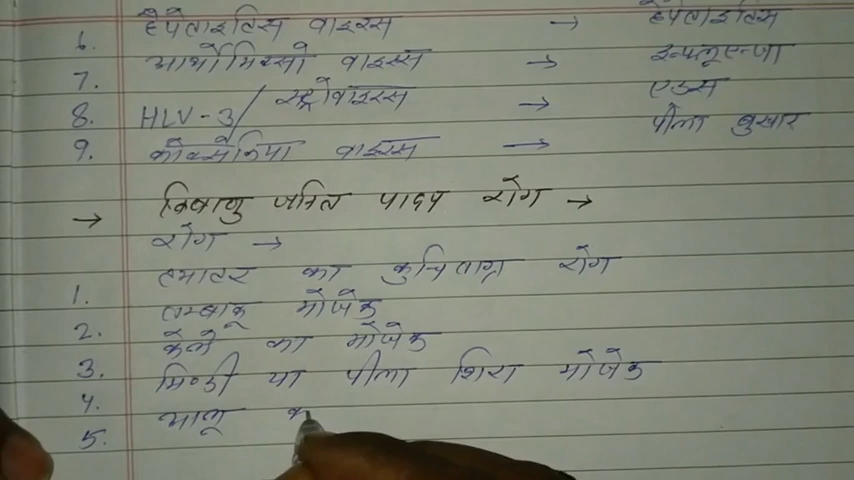 6. हैपेटाइटिस वाइरस → हैपेटाइटिस
7. आर्थोमिक्सो वाइरस → इन्फ्लूएन्जा
8. HLV-3/ रेट्रोवाइरस → एड्स
9. कॉक्सेकिया वाइरस → पीला बुखार
→ विषाणु जनित पादप रोग →
रोग →
1. टमाटर का कुन्चिताग्र रोग
2. तम्बाकू मोजेक
3. केले का मोजेक
4. भिण्डी या पीला शिरा मोजेक
5. आलू क